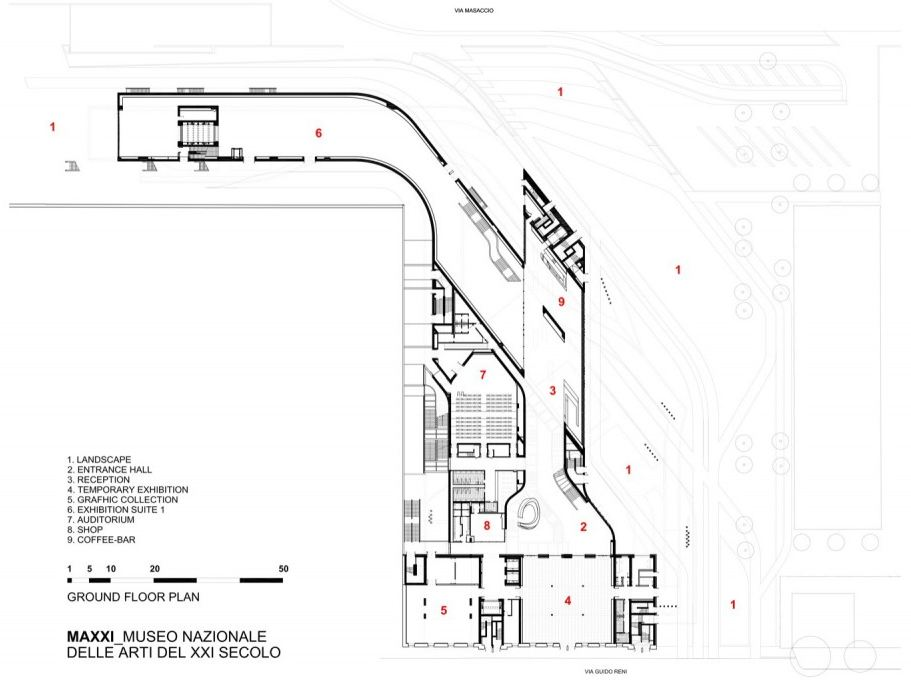 VIA MASACCIO
1
1
6
1
9
7
3
1
8
2
5
4
1
1. LANDSCAPE
2. ENTRANCE HALL
3. RECEPTION
4. TEMPORARY EXHIBITION
5. GRAFHIC COLLECTION
6. EXHIBITION SUITE 1
7. AUDITORIUM
8. SHOP
9. COFFEE-BAR
1 5 10 20 50
GROUND FLOOR PLAN
MAXXI_MUSEO NAZIONALE
DELLE ARTI DEL XXI SECOLO
VIA GUIDO RENI